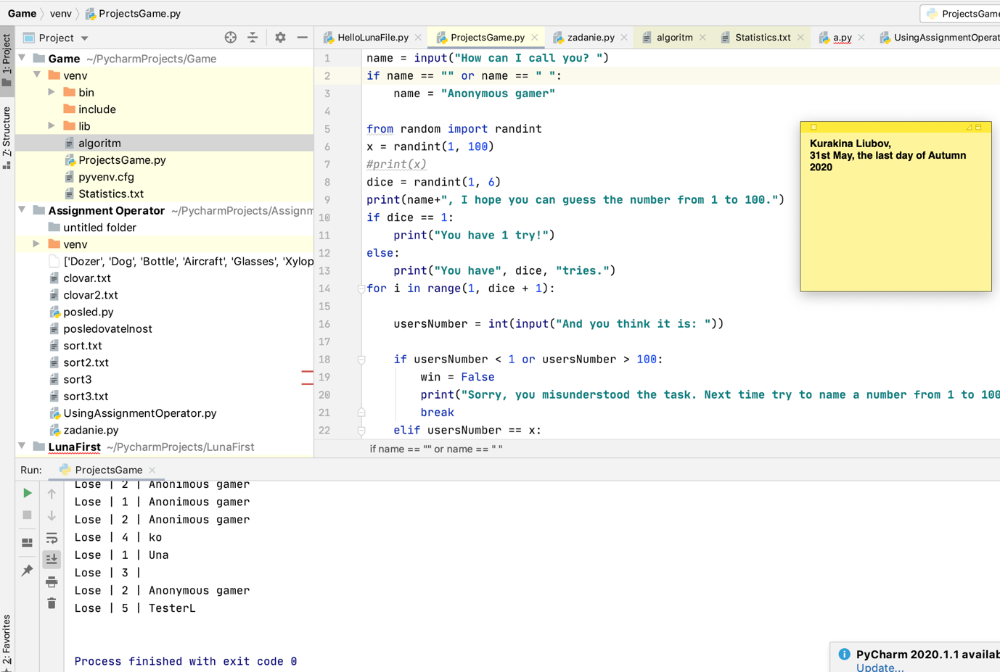 Game venv ProjectsGame.py
ProjectsGame
Project
HelloLunaFile.py ProjectsGame.py zadanie.py algoritm Statistics.txt a.py UsingAssignmentOperat
1: Project
Z: Structure
2: Favorites
Game ~/PycharmProjects/Game
venv
bin
include
lib
algoritm
ProjectsGame.py
pyvenv.cfg
Statistics.txt
Assignment Operator ~/PycharmProjects/Assignm
untitled folder
venv
['Dozer', 'Dog', 'Bottle', 'Aircraft', 'Glasses', 'Xylop
clovar.txt
clovar2.txt
posled.py
posledovatelnost
sort.txt
sort2.txt
sort3
sort3.txt
UsingAssignmentOperator.py
zadanie.py
LunaFirst ~/PycharmProjects/LunaFirst
1 name = input("How can I call you? ")
2 if name == "" or name == " ":
3     name = "Anonymous gamer"
4
5 from random import randint
6 x = randint(1, 100)
7 #print(x)
8 dice = randint(1, 6)
9 print(name+", I hope you can guess the number from 1 to 100.")
10 if dice == 1:
11     print("You have 1 try!")
12 else:
13     print("You have", dice, "tries.")
14 for i in range(1, dice + 1):
15
16     usersNumber = int(input("And you think it is: "))
17
18     if usersNumber < 1 or usersNumber > 100:
19         win = False
20         print("Sorry, you misunderstood the task. Next time try to name a number from 1 to 100
21         break
22     elif usersNumber == x:
if name == "" or name == " "
Kurakina Liubov,
31st May, the last day of Autumn
2020
Run: ProjectsGame
Lose | 2 | Anonimous gamer
Lose | 1 | Anonimous gamer
Lose | 2 | Anonimous gamer
Lose | 4 | ko
Lose | 1 | Una
Lose | 3 |
Lose | 2 | Anonymous gamer
Lose | 5 | TesterL
Process finished with exit code 0
PyCharm 2020.1.1 availab
Update...